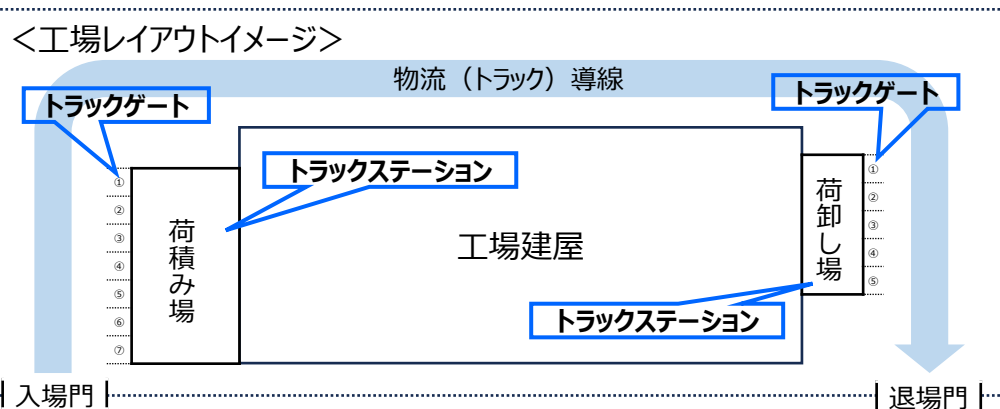 ＜工場レイアウトイメージ＞
物流（トラック）導線
トラックゲート
トラックゲート
トラックステーション
①
②
③
④
⑤
⑥
⑦
荷積み場
工場建屋
荷卸し場
①
②
③
④
⑤
トラックステーション
入場門
退場門